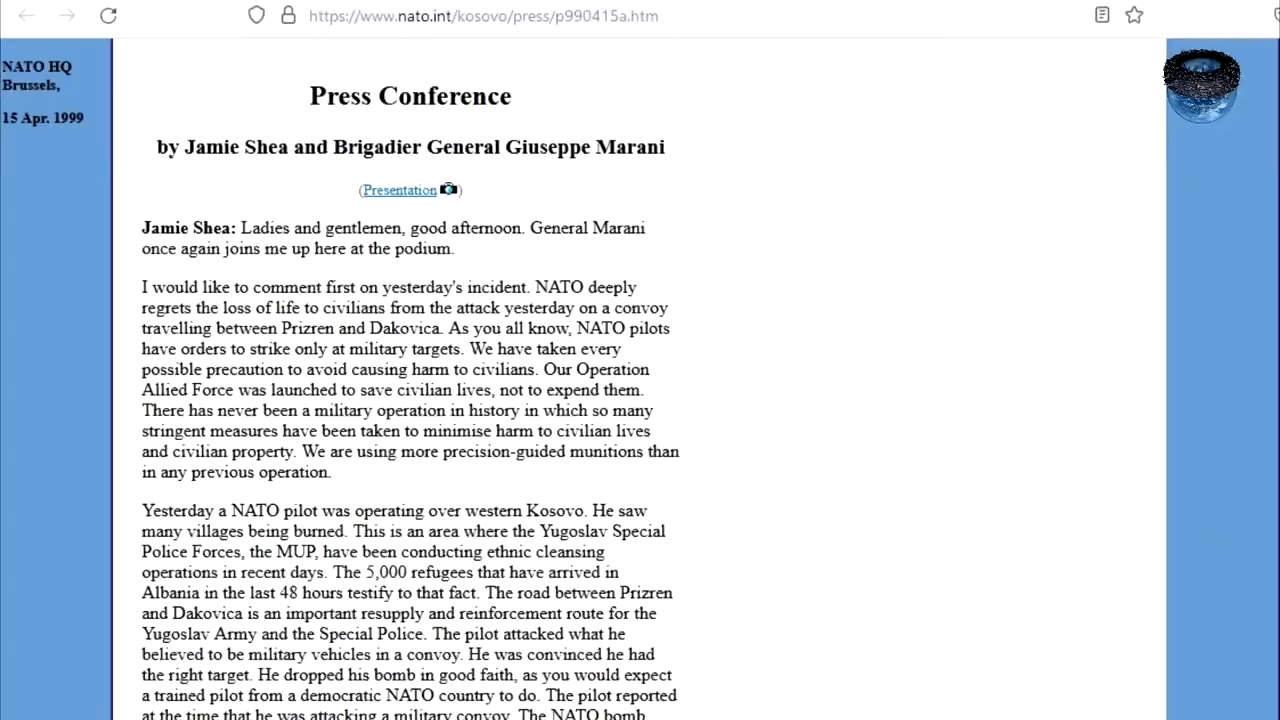 https://www.nato.int/kosovo/press/p990415a.htm
NATO HQ
Brussels,
15 Apr. 1999
Press Conference
by Jamie Shea and Brigadier General Giuseppe Marani
(Presentation)
Jamie Shea: Ladies and gentlemen, good afternoon. General Marani
once again joins me up here at the podium.
I would like to comment first on yesterday's incident. NATO deeply
regrets the loss of life to civilians from the attack yesterday on a convoy
travelling between Prizren and Dakovica. As you all know, NATO pilots
have orders to strike only at military targets. We have taken every
possible precaution to avoid causing harm to civilians. Our Operation
Allied Force was launched to save civilian lives, not to expend them.
There has never been a military operation in history in which so many
stringent measures have been taken to minimise harm to civilian lives
and civilian property. We are using more precision-guided munitions than
in any previous operation.
Yesterday a NATO pilot was operating over western Kosovo. He saw
many villages being burned. This is an area where the Yugoslav Special
Police Forces, the MUP, have been conducting ethnic cleansing
operations in recent days. The 5,000 refugees that have arrived in
Albania in the last 48 hours testify to that fact. The road between Prizren
and Dakovica is an important resupply and reinforcement route for the
Yugoslav Army and the Special Police. The pilot attacked what he
believed to be military vehicles in a convoy. He was convinced he had
the right target. He dropped his bomb in good faith, as you would expect
a trained pilot from a democratic NATO country to do. The pilot reported
at the time that he was attacking a military convoy. The NATO bomb